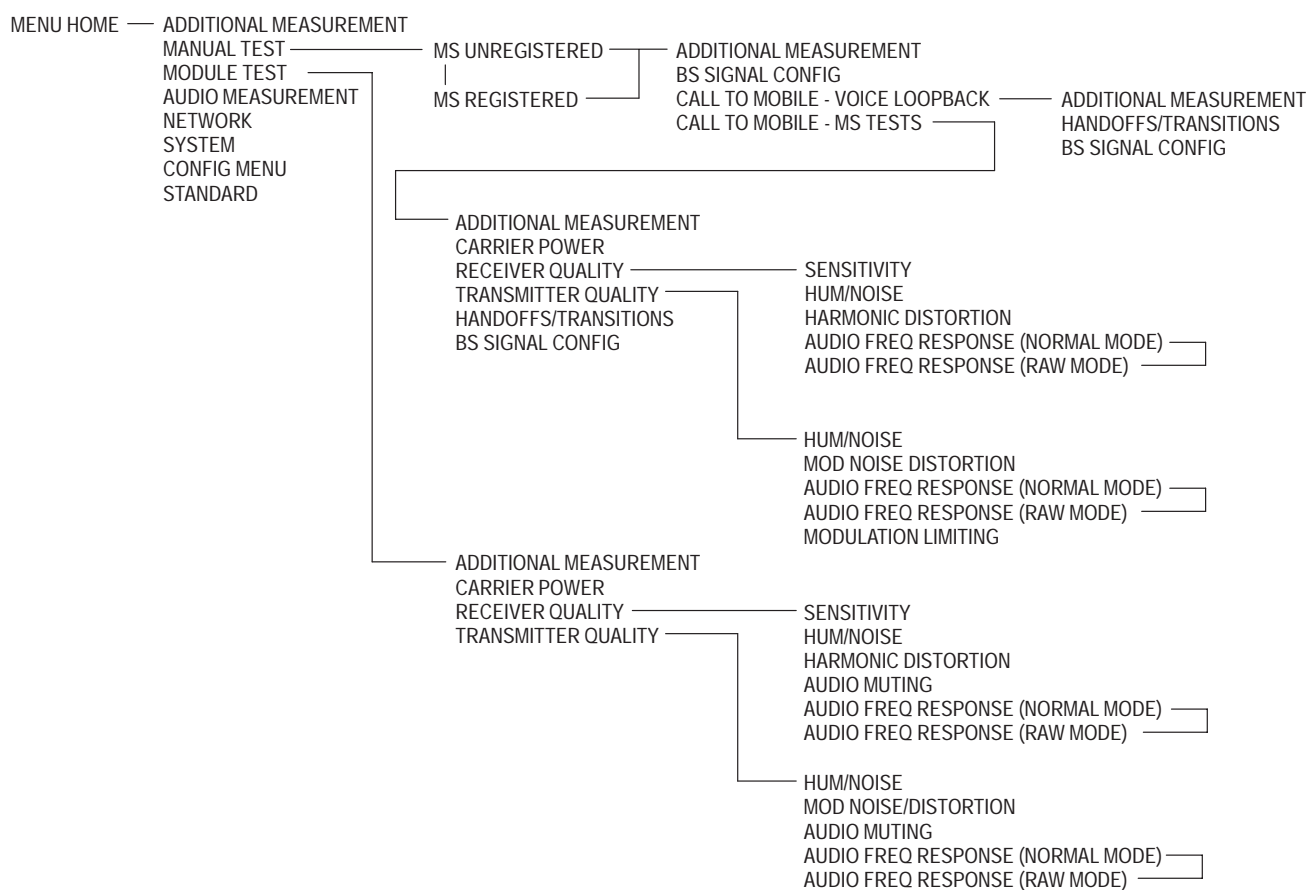 MENU HOME
ADDITIONAL MEASUREMENT
MANUAL TEST
MODULE TEST
AUDIO MEASUREMENT
NETWORK
SYSTEM
CONFIG MENU
STANDARD
MS UNREGISTERED
MS REGISTERED
ADDITIONAL MEASUREMENT
BS SIGNAL CONFIG
CALL TO MOBILE - VOICE LOOPBACK
CALL TO MOBILE - MS TESTS
ADDITIONAL MEASUREMENT
HANDOFFS/TRANSITIONS
BS SIGNAL CONFIG
ADDITIONAL MEASUREMENT
CARRIER POWER
RECEIVER QUALITY
TRANSMITTER QUALITY
HANDOFFS/TRANSITIONS
BS SIGNAL CONFIG
SENSITIVITY
HUM/NOISE
HARMONIC DISTORTION
AUDIO FREQ RESPONSE (NORMAL MODE)
AUDIO FREQ RESPONSE (RAW MODE)
HUM/NOISE
MOD NOISE DISTORTION
AUDIO FREQ RESPONSE (NORMAL MODE)
AUDIO FREQ RESPONSE (RAW MODE)
MODULATION LIMITING
ADDITIONAL MEASUREMENT
CARRIER POWER
RECEIVER QUALITY
TRANSMITTER QUALITY
SENSITIVITY
HUM/NOISE
HARMONIC DISTORTION
AUDIO MUTING
AUDIO FREQ RESPONSE (NORMAL MODE)
AUDIO FREQ RESPONSE (RAW MODE)
HUM/NOISE
MOD NOISE/DISTORTION
AUDIO MUTING
AUDIO FREQ RESPONSE (NORMAL MODE)
AUDIO FREQ RESPONSE (RAW MODE)